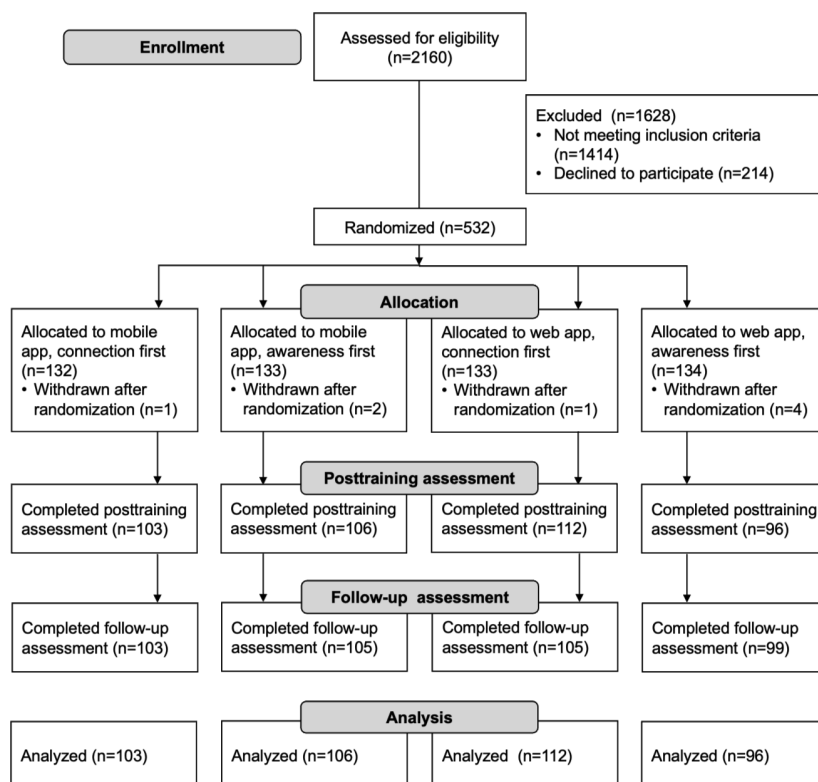 Enrollment
Assessed for eligibility
(n=2160)
Excluded (n=1628)
• Not meeting inclusion criteria
(n=1414)
• Declined to participate (n=214)
Randomized (n=532)
Allocation
Allocated to mobile
app, connection first
(n=132)
• Withdrawn after
randomization (n=1)
Allocated to mobile
app, awareness first
(n=133)
• Withdrawn after
randomization (n=2)
Allocated to web app,
connection first
(n=133)
• Withdrawn after
randomization (n=1)
Allocated to web app,
awareness first
(n=134)
• Withdrawn after
randomization (n=4)
Posttraining assessment
Completed posttraining
assessment (n=103)
Completed posttraining
assessment (n=106)
Completed posttraining
assessment (n=112)
Completed posttraining
assessment (n=96)
Follow-up assessment
Completed follow-up
assessment (n=103)
Completed follow-up
assessment (n=105)
Completed follow-up
assessment (n=105)
Completed follow-up
assessment (n=99)
Analysis
Analyzed (n=103)
Analyzed (n=106)
Analyzed (n=112)
Analyzed (n=96)